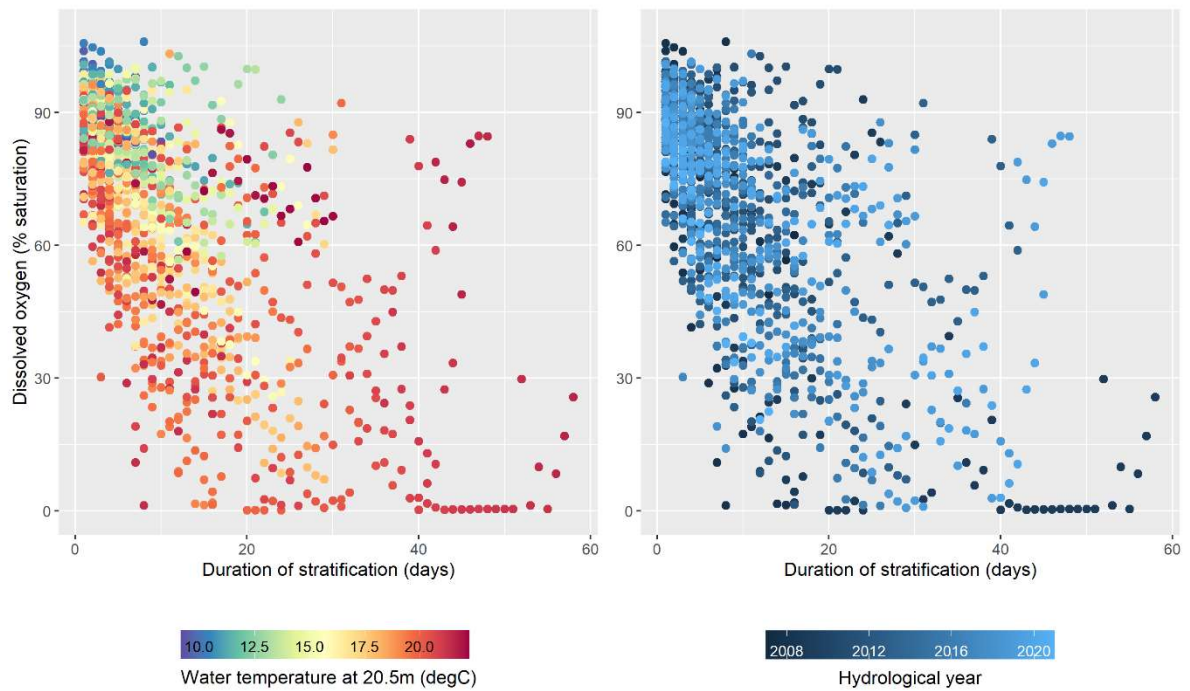 Dissolved oxygen (% saturation)
90
60
30
0
0
20
40
60
Duration of stratification (days)
10.0 12.5 15.0 17.5 20.0
Water temperature at 20.5m (degC)
90
60
30
0
0
20
40
60
Duration of stratification (days)
2008 2012 2016 2020
Hydrological year